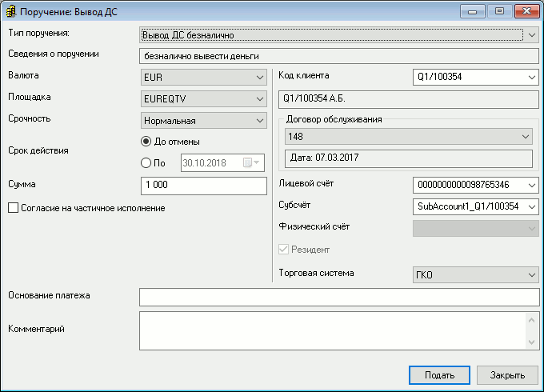 Поручение: Вывод ДС
Тип поручения: Вывод ДС безналично
Сведения о поручении безналично вывести деньги
Валюта EUR
Площадка EUREQTV
Срочность Нормальная
Срок действия До отмены
По 30.10.2018
Сумма 1 000
Согласие на частичное исполнение
Код клиента Q1/100354
Q1/100354 А.Б.
Договор обслуживания
148
Дата: 07.03.2017
Лицевой счёт 0000000000098765346
Субсчёт SubAccount1_Q1/100354
Физический счёт
Резидент
Торговая система ГКО
Основание платежа
Комментарий
Подать Закрыть